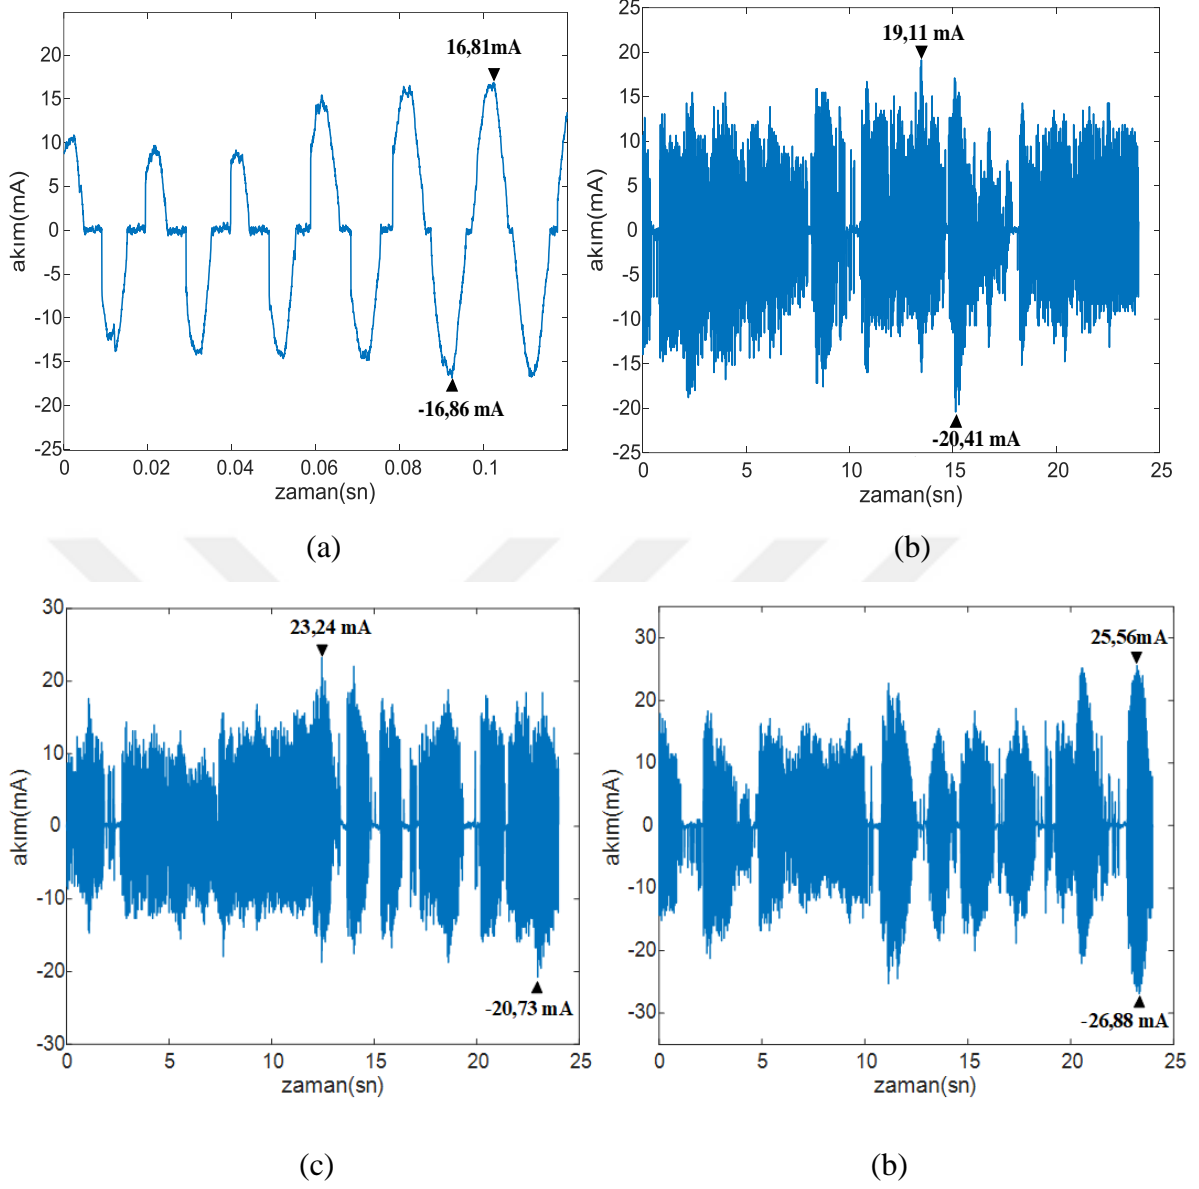 16,81mA
20
15
10
5
0
-5
-10
-15
-20
-25
akım(mA)
-16,86 mA
0 0.02 0.04 0.06 0.08 0.1
zaman(sn)
(a)
25
20
15
10
5
0
-5
-10
-15
-20
-25
akım(mA)
19,11 mA
-20,41 mA
0 5 10 15 20 25
zaman(sn)
(b)
30
20
10
0
-10
-20
-30
akım(mA)
23,24 mA
-20,73 mA
0 5 10 15 20 25
zaman(sn)
(c)
30
20
10
0
-10
-20
-30
akım(mA)
25,56mA
-26,88 mA
0 5 10 15 20 25
zaman(sn)
(b)